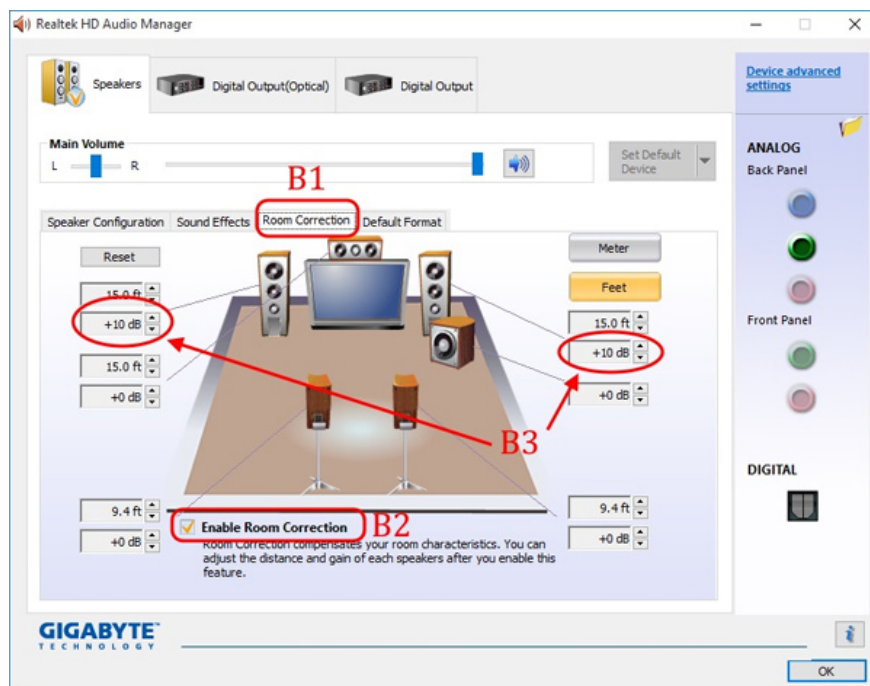 Realtek HD Audio Manager
Speakers
Digital Output(Optical)
Digital Output
Device advanced
settings
Main Volume
L
R
Set Default
Device
ANALOG
Back Panel
B1
Speaker Configuration
Sound Effects
Room Correction
Default Format
Reset
Meter
15.0 ft
Feet
+10 dB
15.0 ft
+10 dB
Front Panel
15.0 ft
+0 dB
+0 dB
B3
DIGITAL
9.4 ft
9.4 ft
Enable Room Correction
B2
+0 dB
+0 dB
Room Correction compensates your room characteristics. You can
adjust the distance and gain of each speakers after you enable this
feature.
GIGABYTE™
TECHNOLOGY
i
OK